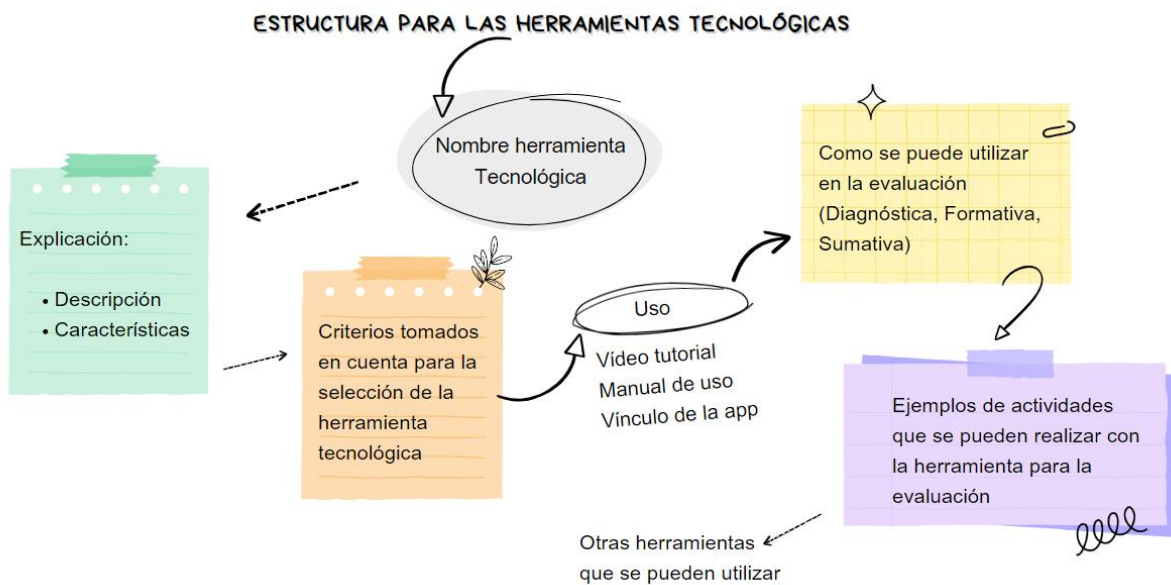 ESTRUCTURA PARA LAS HERRAMIENTAS TECNOLÓGICAS
Nombre herramienta
Tecnológica
Explicación:
• Descripción
• Características
Criterios tomados
en cuenta para la
selección de la
herramienta
tecnológica
Uso
Vídeo tutorial
Manual de uso
Vínculo de la app
Como se puede utilizar
en la evaluación
(Diagnóstica, Formativa,
Sumativa)
Ejemplos de actividades
que se pueden realizar con
la herramienta para la
evaluación
Otras herramientas
que se pueden utilizar